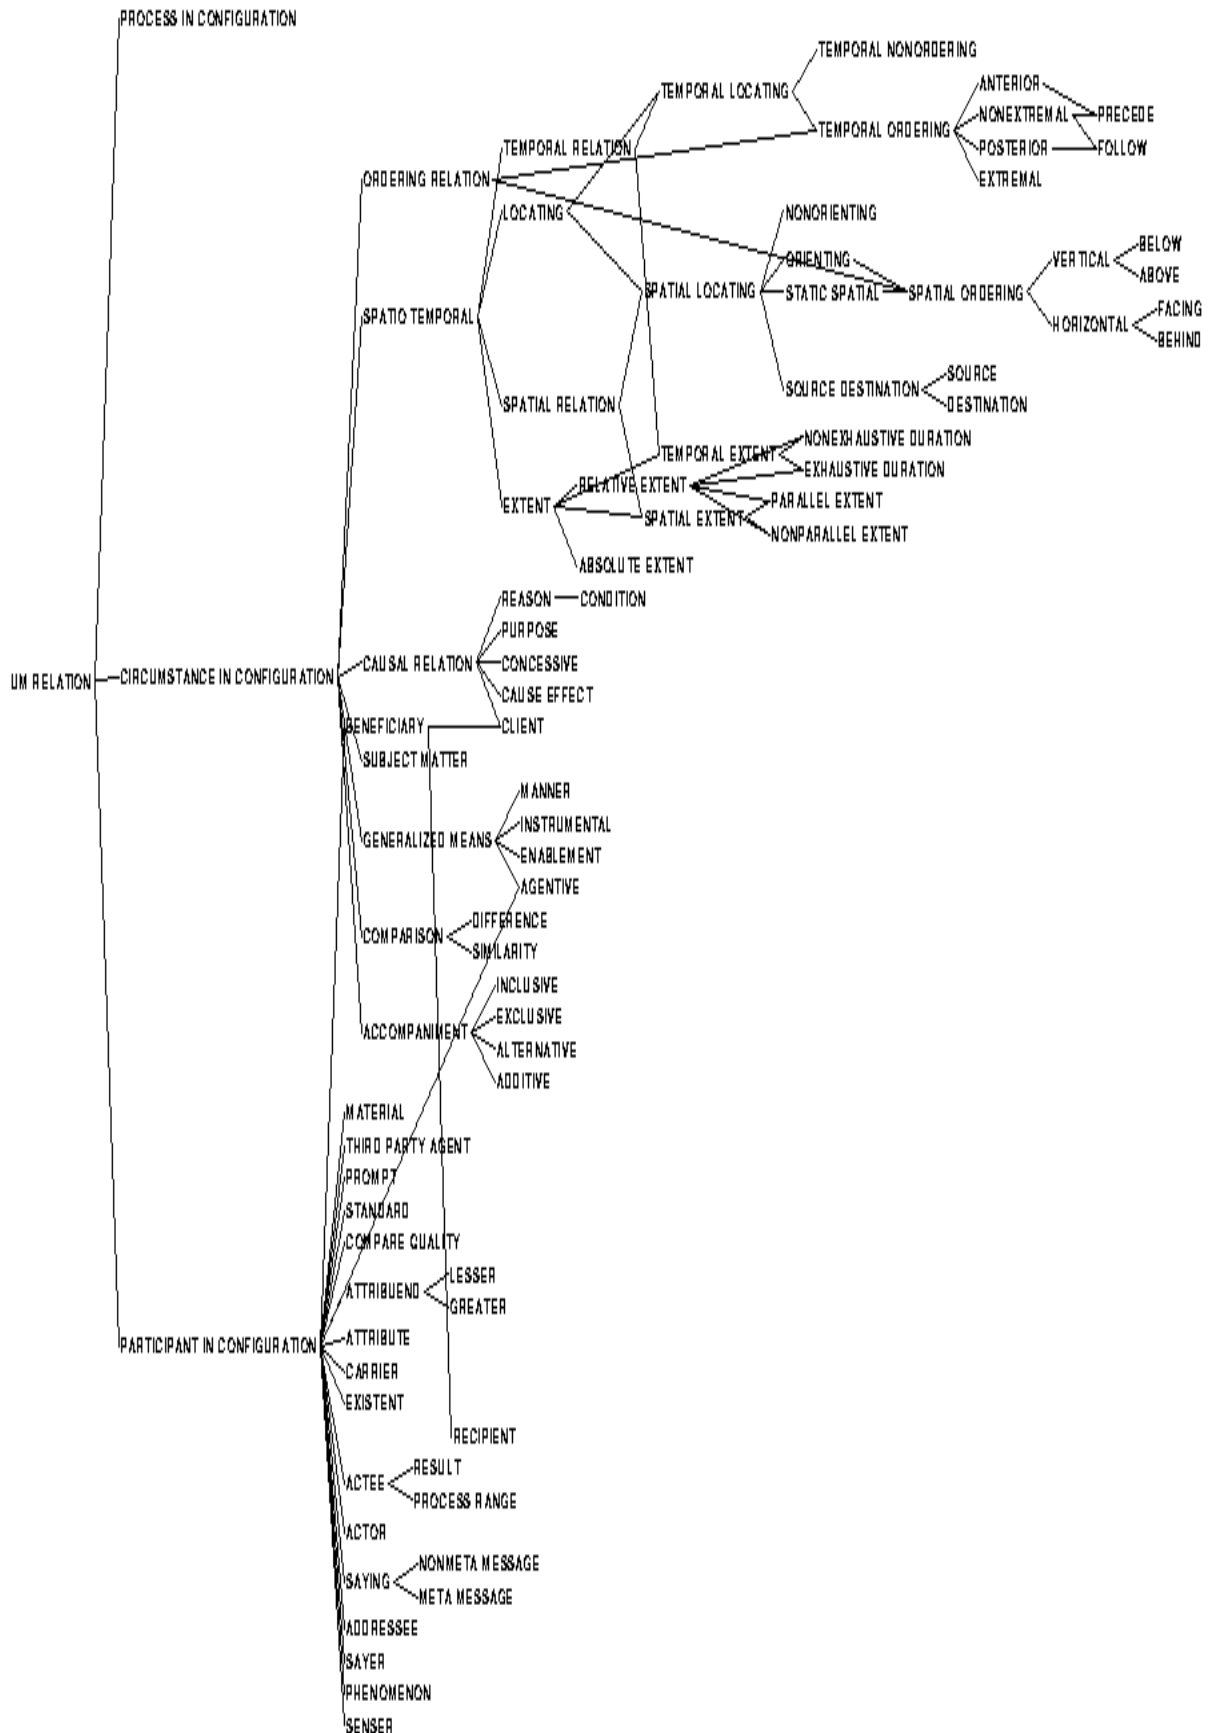 PROCESS IN CONFIGURATION
TEMPORAL NONORDERING
ANTERIOR
TEMPORAL LOCATING
NONEXTREMAL
PRECEDE
TEMPORAL ORDERING
TEMPORAL RELATION
POSTERIOR
FOLLOW
ORDERING RELATION
EXTREMAL
LOCATING
NONORIENTING
BELOW
ORIENTING
VERTICAL
ABOVE
SPATIAL LOCATING
STATIC SPATIAL
SPATIAL ORDERING
FACING
SPATIO TEMPORAL
HORIZONTAL
BEHIND
SOURCE
SOURCE DESTINATION
SPATIAL RELATION
DESTINATION
NONEXHAUSTIVE DURATION
TEMPORAL EXTENT
EXHAUSTIVE DURATION
RELATIVE EXTENT
PARALLEL EXTENT
EXTENT
SPATIAL EXTENT
NONPARALLEL EXTENT
ABSOLUTE EXTENT
REASON
CONDITION
PURPOSE
CAUSAL RELATION
CONCESSIVE
UM RELATION
CIRCUMSTANCE IN CONFIGURATION
CAUSE EFFECT
BENEFICIARY
CLIENT
SUBJECT MATTER
MANNER
INSTRUMENTAL
GENERALIZED MEANS
ENABLEMENT
AGENTIVE
DIFFERENCE
COMPARISON
SIMILARITY
INCLUSIVE
EXCLUSIVE
ACCOMPANIMENT
ALTERNATIVE
ADDITIVE
MATERIAL
THIRD PARTY AGENT
PROMPT
STANDARD
COMPARE QUALITY
LESSER
ATTRIBUEND
GREATER
PARTICIPANT IN CONFIGURATION
ATTRIBUTE
CARRIER
EXISTENT
RECIPIENT
RESULT
ACTEE
PROCESS RANGE
ACTOR
NONMETA MESSAGE
SAYING
META MESSAGE
ADDRESSEE
SAYER
PHENOMENON
SENSER